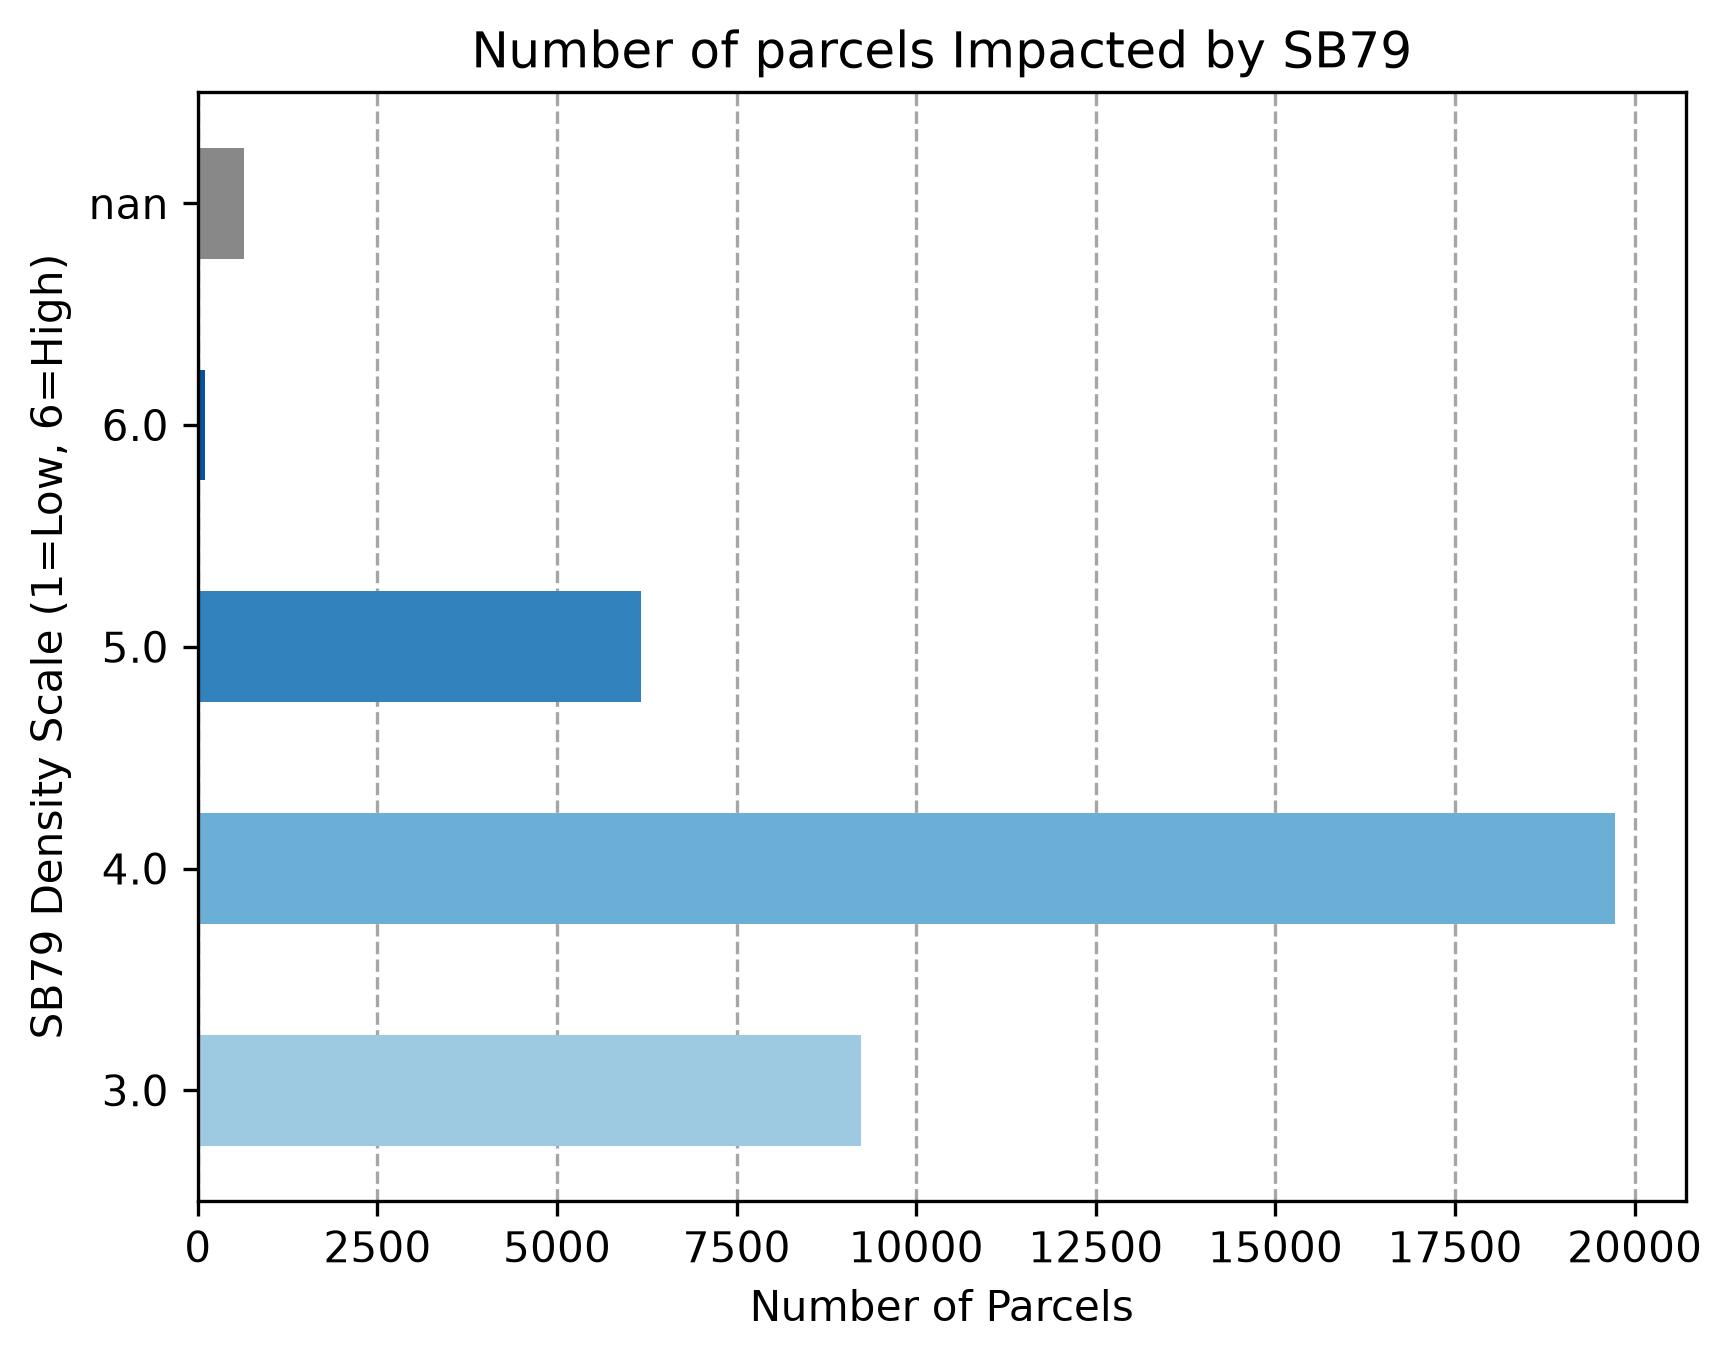 Number of parcels Impacted by SB79
SB79 Density Scale (1=Low, 6=High)
nan
6.0
5.0
4.0
3.0
0 2500 5000 7500 10000 12500 15000 17500 20000
Number of Parcels